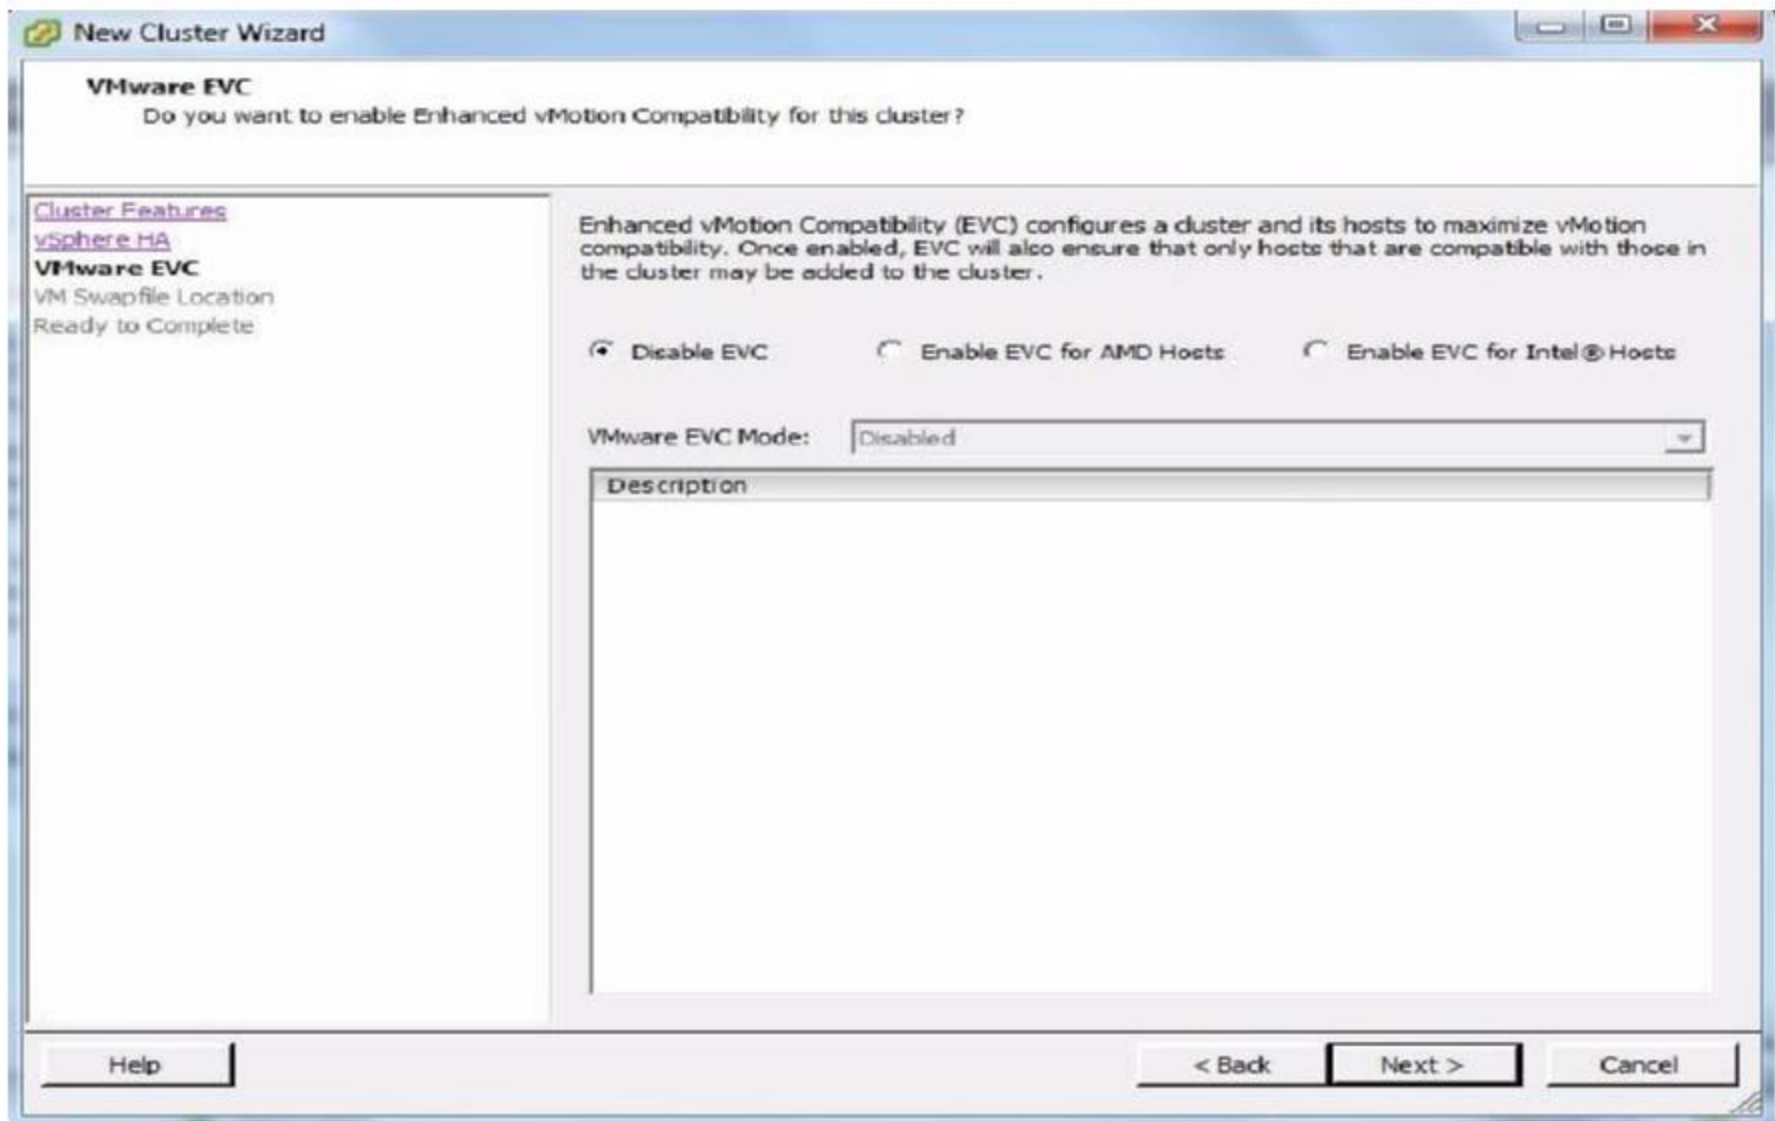 New Cluster Wizard
VMware EVC
Do you want to enable Enhanced vMotion Compatibility for this cluster?
Cluster Features
vSphere HA
VMware EVC
VM Swapfile Location
Ready to Complete
Enhanced vMotion Compatibility (EVC) configures a cluster and its hosts to maximize vMotion
compatibility. Once enabled, EVC will also ensure that only hosts that are compatible with those in
the cluster may be added to the cluster.
Disable EVC
Enable EVC for AMD Hosts
Enable EVC for Intel® Hosts
VMware EVC Mode:
Disabled
Description
Help
< Back
Next >
Cancel